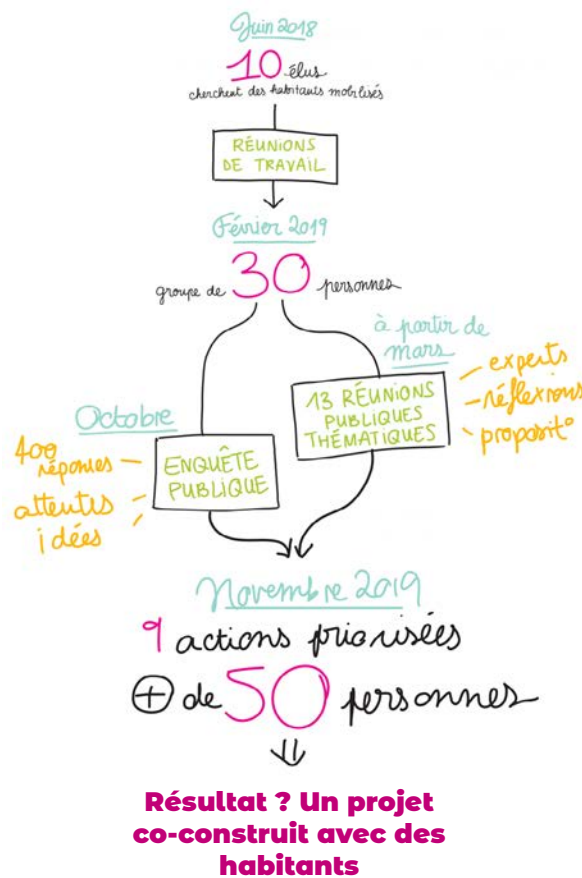 Juin 2018
10 élus
cherchent des habitants mobilisés
RÉUNIONS
DE TRAVAIL
Février 2019
groupe de 30 personnes
à partir de
mars
13 RÉUNIONS
PUBLIQUES
THÉMATIQUES
experts
réflexions
proposit°
Octobre
400
réponses
attentes
idées
ENQUÊTE
PUBLIQUE
Novembre 2019
9 actions priorisées
+ de 50 personnes
Résultat ? Un projet
co-construit avec des
habitants